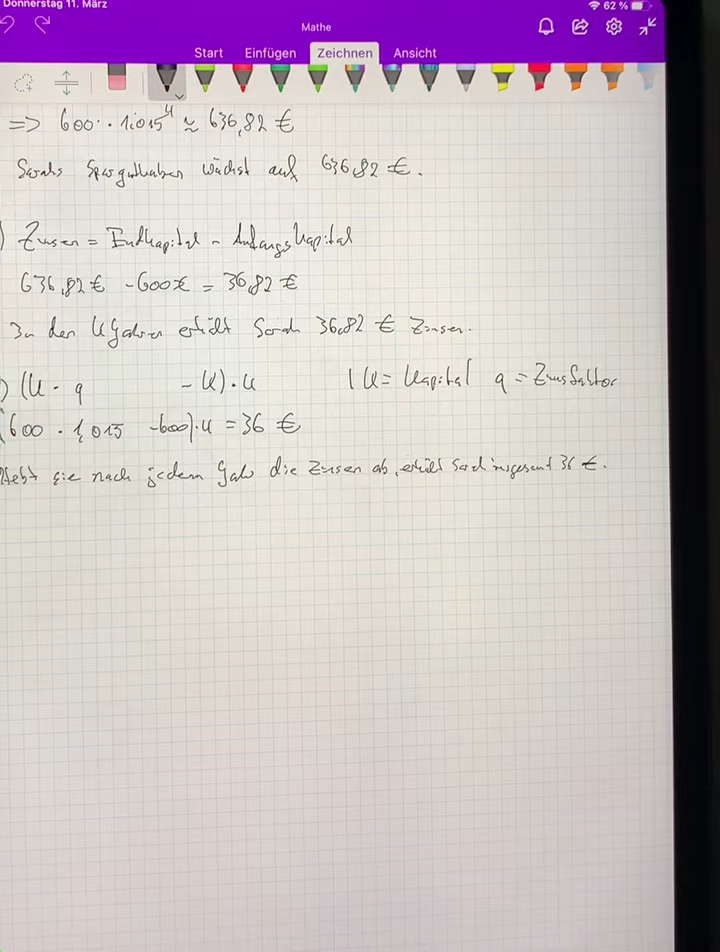 Donnerstag 11. März
62 %
Mathe
Start Einfügen Zeichnen Ansicht
=> 600 · 1,015⁴ ≈ 636,82 €
Sarahs Sparguthaben wächst auf 636,82 €.
) Zinsen = Endkapital - Anfangskapital
636,82 € - 600 € = 36,82 €
In den 4 Jahren erhält Sarah 36,82 € Zinsen.
) (K · q - K) · 4 | K = Kapital q = Zinsfaktor
(600 · 1,015 - 600) · 4 = 36 €
Hebt sie nach jedem Jahr die Zinsen ab, erhält Sarah insgesamt 36 €.